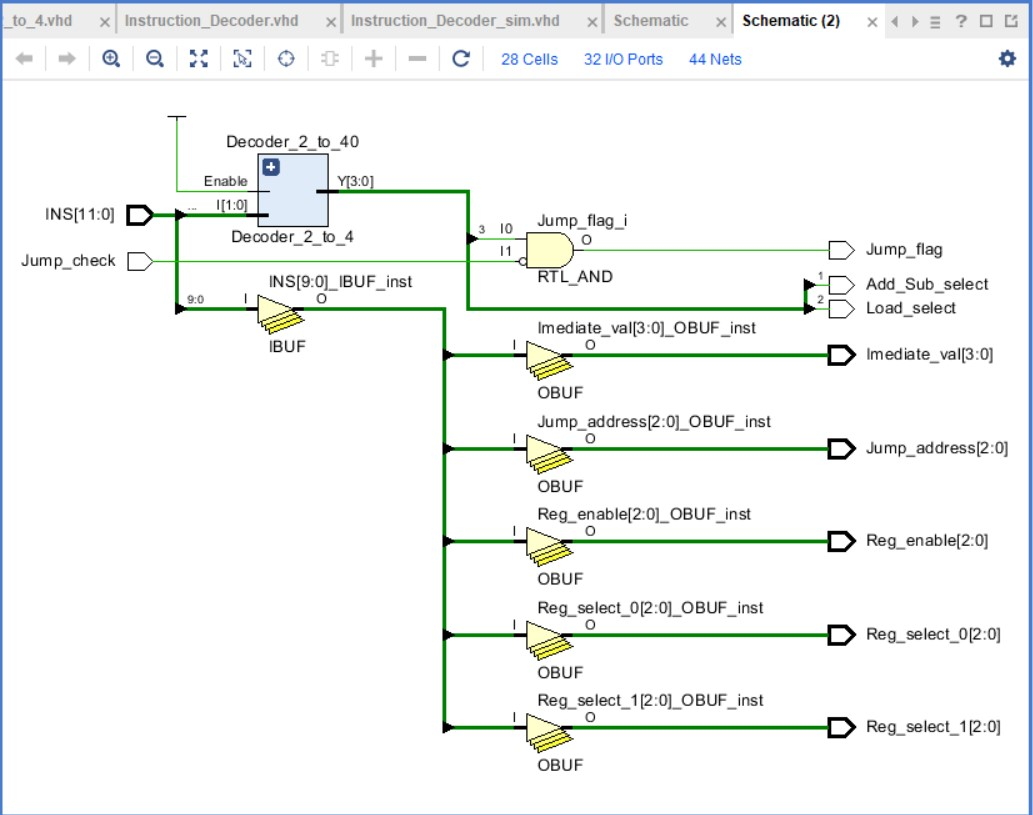 _to_4.vhd Instruction_Decoder.vhd Instruction_Decoder_sim.vhd Schematic Schematic (2)
28 Cells 32 I/O Ports 44 Nets
Decoder_2_to_40
Enable Y[3:0]
INS[11:0] ... I[1:0]
Decoder_2_to_4
Jump_flag_i
3 I0 O
Jump_flag
Jump_check I1
RTL_AND
1 Add_Sub_select
2 Load_select
INS[9:0]_IBUF_inst
9:0 I O
IBUF
Imediate_val[3:0]_OBUF_inst
I O Imediate_val[3:0]
OBUF
Jump_address[2:0]_OBUF_inst
I O Jump_address[2:0]
OBUF
Reg_enable[2:0]_OBUF_inst
I O Reg_enable[2:0]
OBUF
Reg_select_0[2:0]_OBUF_inst
I O Reg_select_0[2:0]
OBUF
Reg_select_1[2:0]_OBUF_inst
I O Reg_select_1[2:0]
OBUF